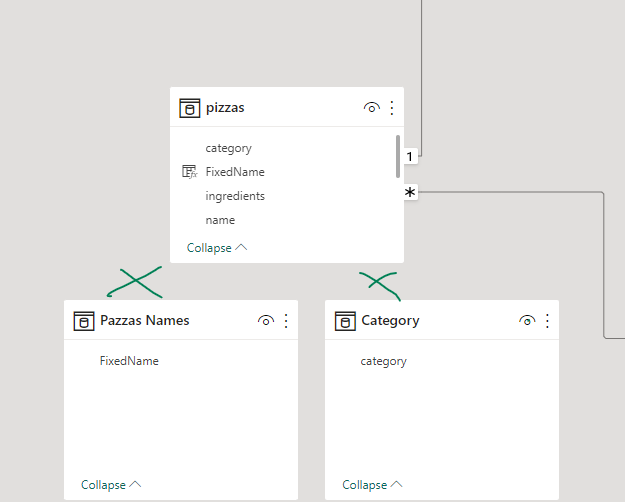 pizzas
category
1
FixedName
*
ingredients
name
Collapse
Pazzas Names
FixedName
Collapse
Category
category
Collapse